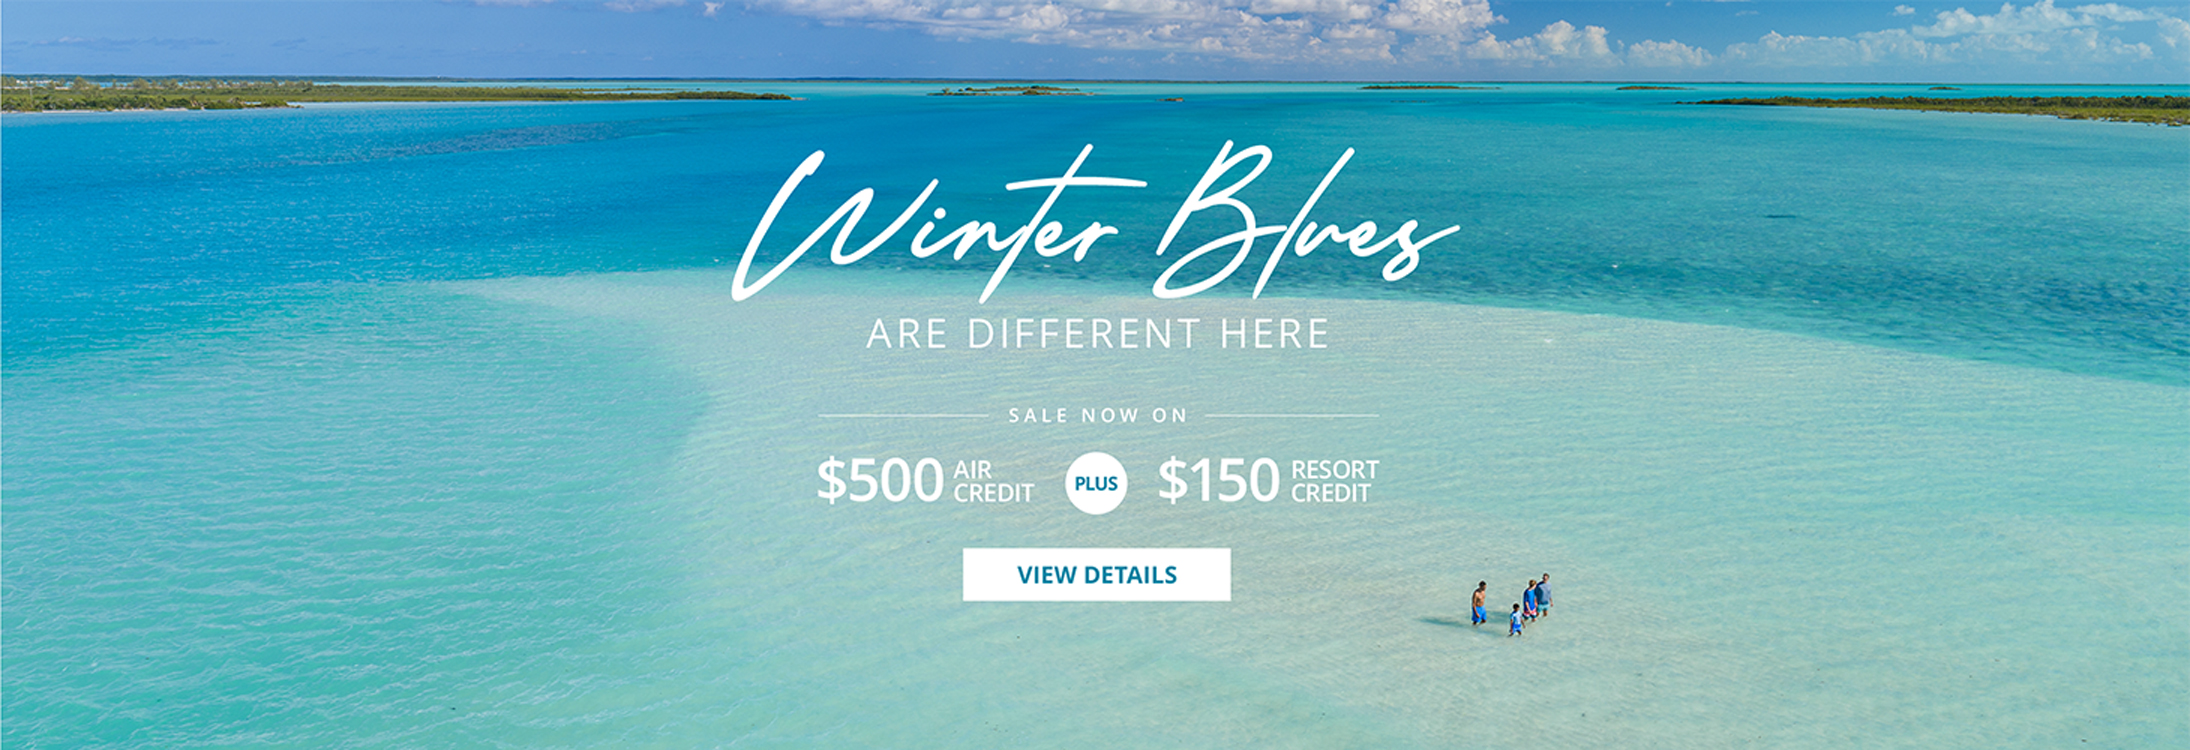 Winter Blues
ARE DIFFERENT HERE
SALE NOW ON
$500 AIR CREDIT PLUS $150 RESORT CREDIT
VIEW DETAILS